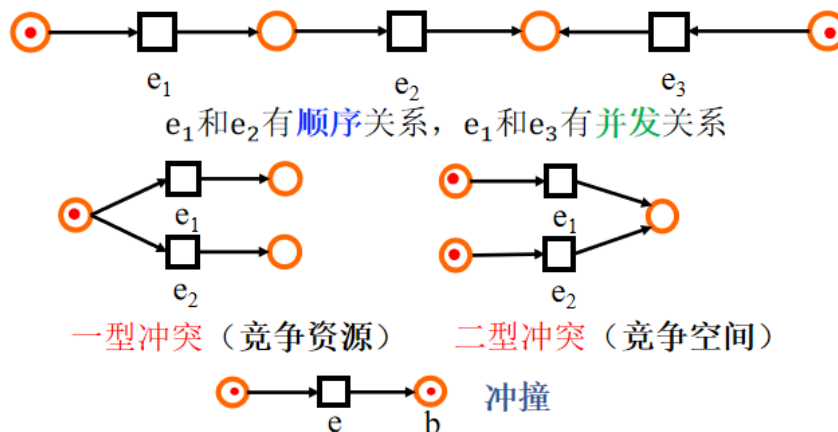 e₁ e₂ e₃
e₁和e₂有顺序关系，e₁和e₃有并发关系
e₁ e₁
e₂ e₂
一型冲突（竞争资源） 二型冲突（竞争空间）
冲撞
e b